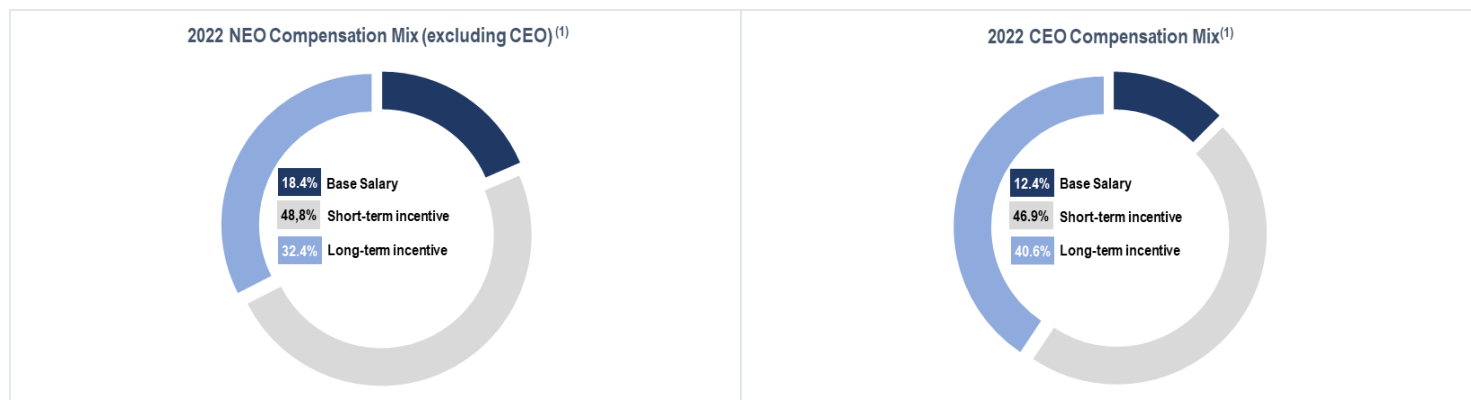 2022 NEO Compensation Mix (excluding CEO) (1)
18.4% Base Salary
48,8% Short-term incentive
32.4% Long-term incentive
2022 CEO Compensation Mix(1)
12.4% Base Salary
46.9% Short-term incentive
40.6% Long-term incentive